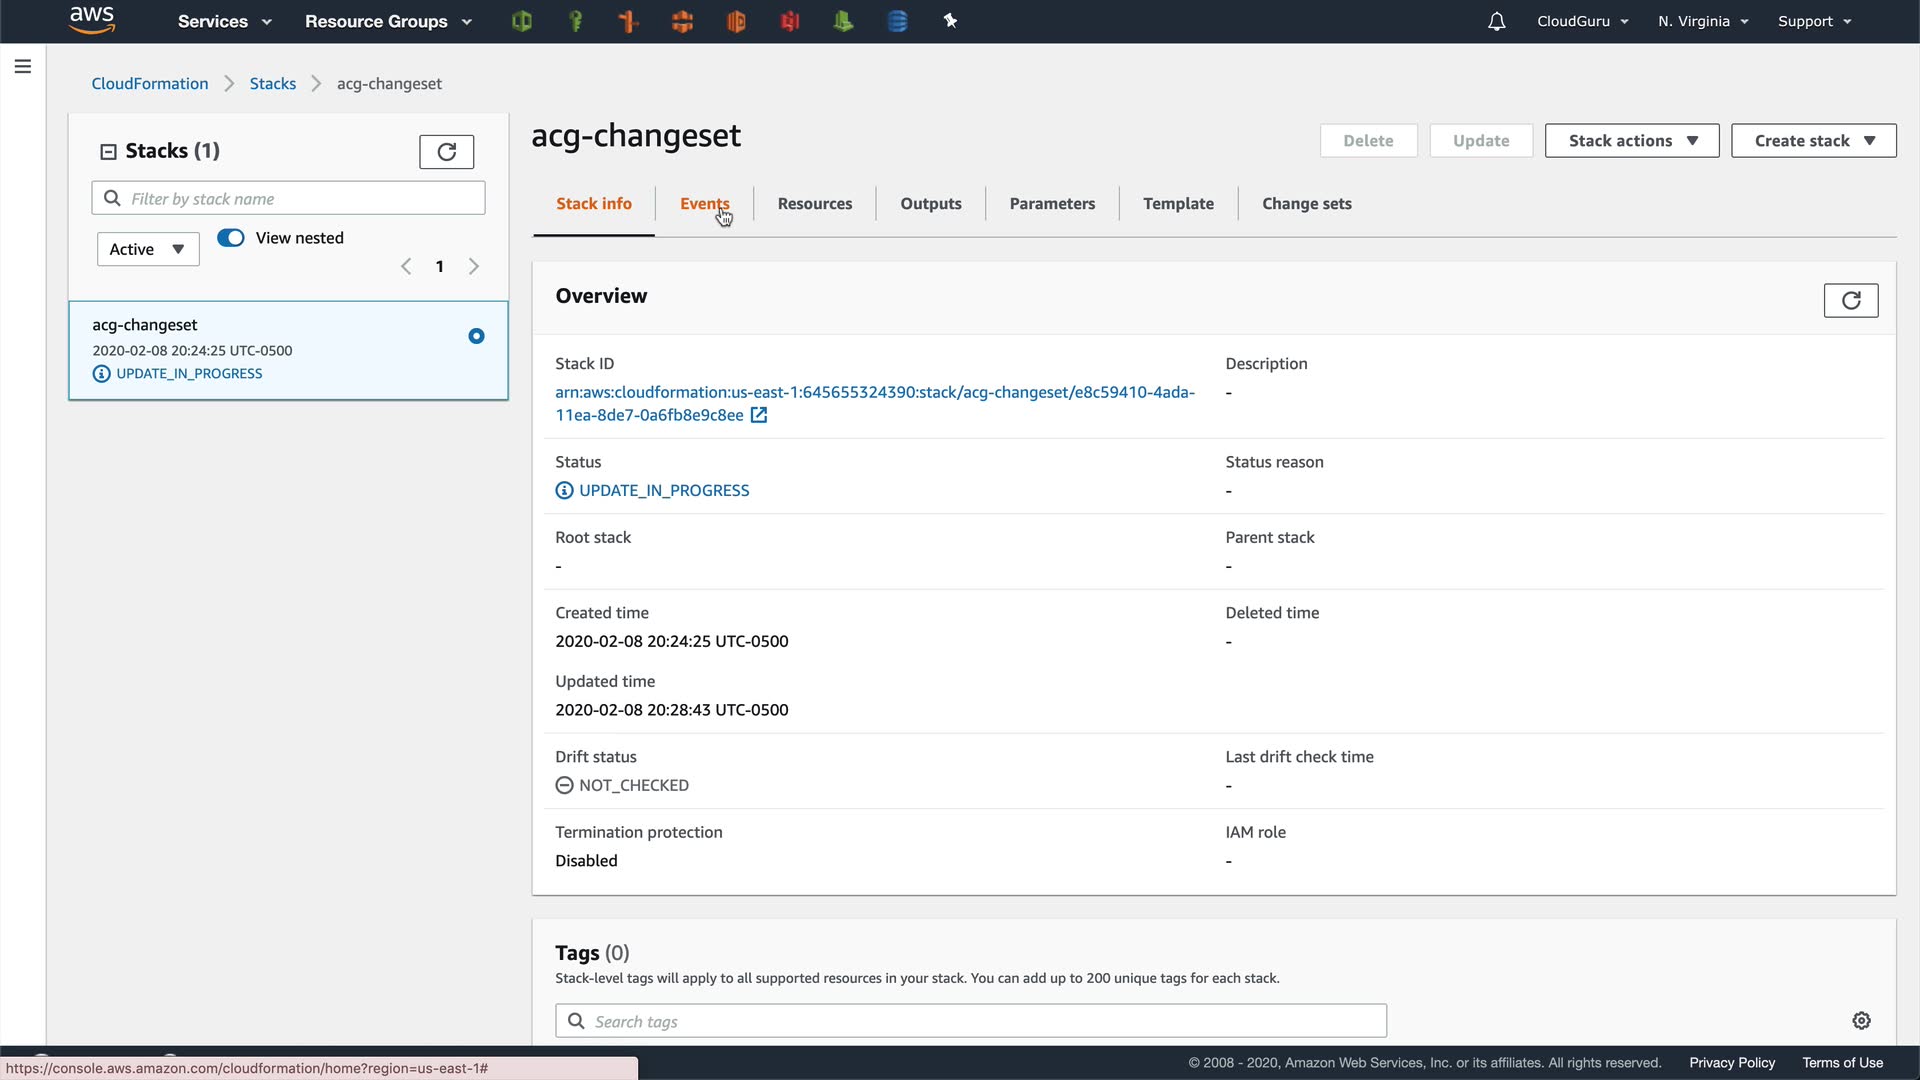 aws
Services
Resource Groups
CloudGuru
N. Virginia
Support
CloudFormation
Stacks
acg-changeset
Stacks (1)
Filter by stack name
Active
View nested
1
acg-changeset
2020-02-08 20:24:25 UTC-0500
UPDATE_IN_PROGRESS
acg-changeset
Delete
Update
Stack actions
Create stack
Stack info
Events
Resources
Outputs
Parameters
Template
Change sets
Overview
Stack ID
arn:aws:cloudformation:us-east-1:645655324390:stack/acg-changeset/e8c59410-4ada-
11ea-8de7-0a6fb8e9c8ee
Description
-
Status
UPDATE_IN_PROGRESS
Status reason
-
Root stack
-
Parent stack
-
Created time
2020-02-08 20:24:25 UTC-0500
Deleted time
-
Updated time
2020-02-08 20:28:43 UTC-0500
Drift status
NOT_CHECKED
Last drift check time
-
Termination protection
Disabled
IAM role
-
Tags (0)
Stack-level tags will apply to all supported resources in your stack. You can add up to 200 unique tags for each stack.
Search tags
https://console.aws.amazon.com/cloudformation/home?region=us-east-1#
© 2008 - 2020, Amazon Web Services, Inc. or its affiliates. All rights reserved.
Privacy Policy
Terms of Use